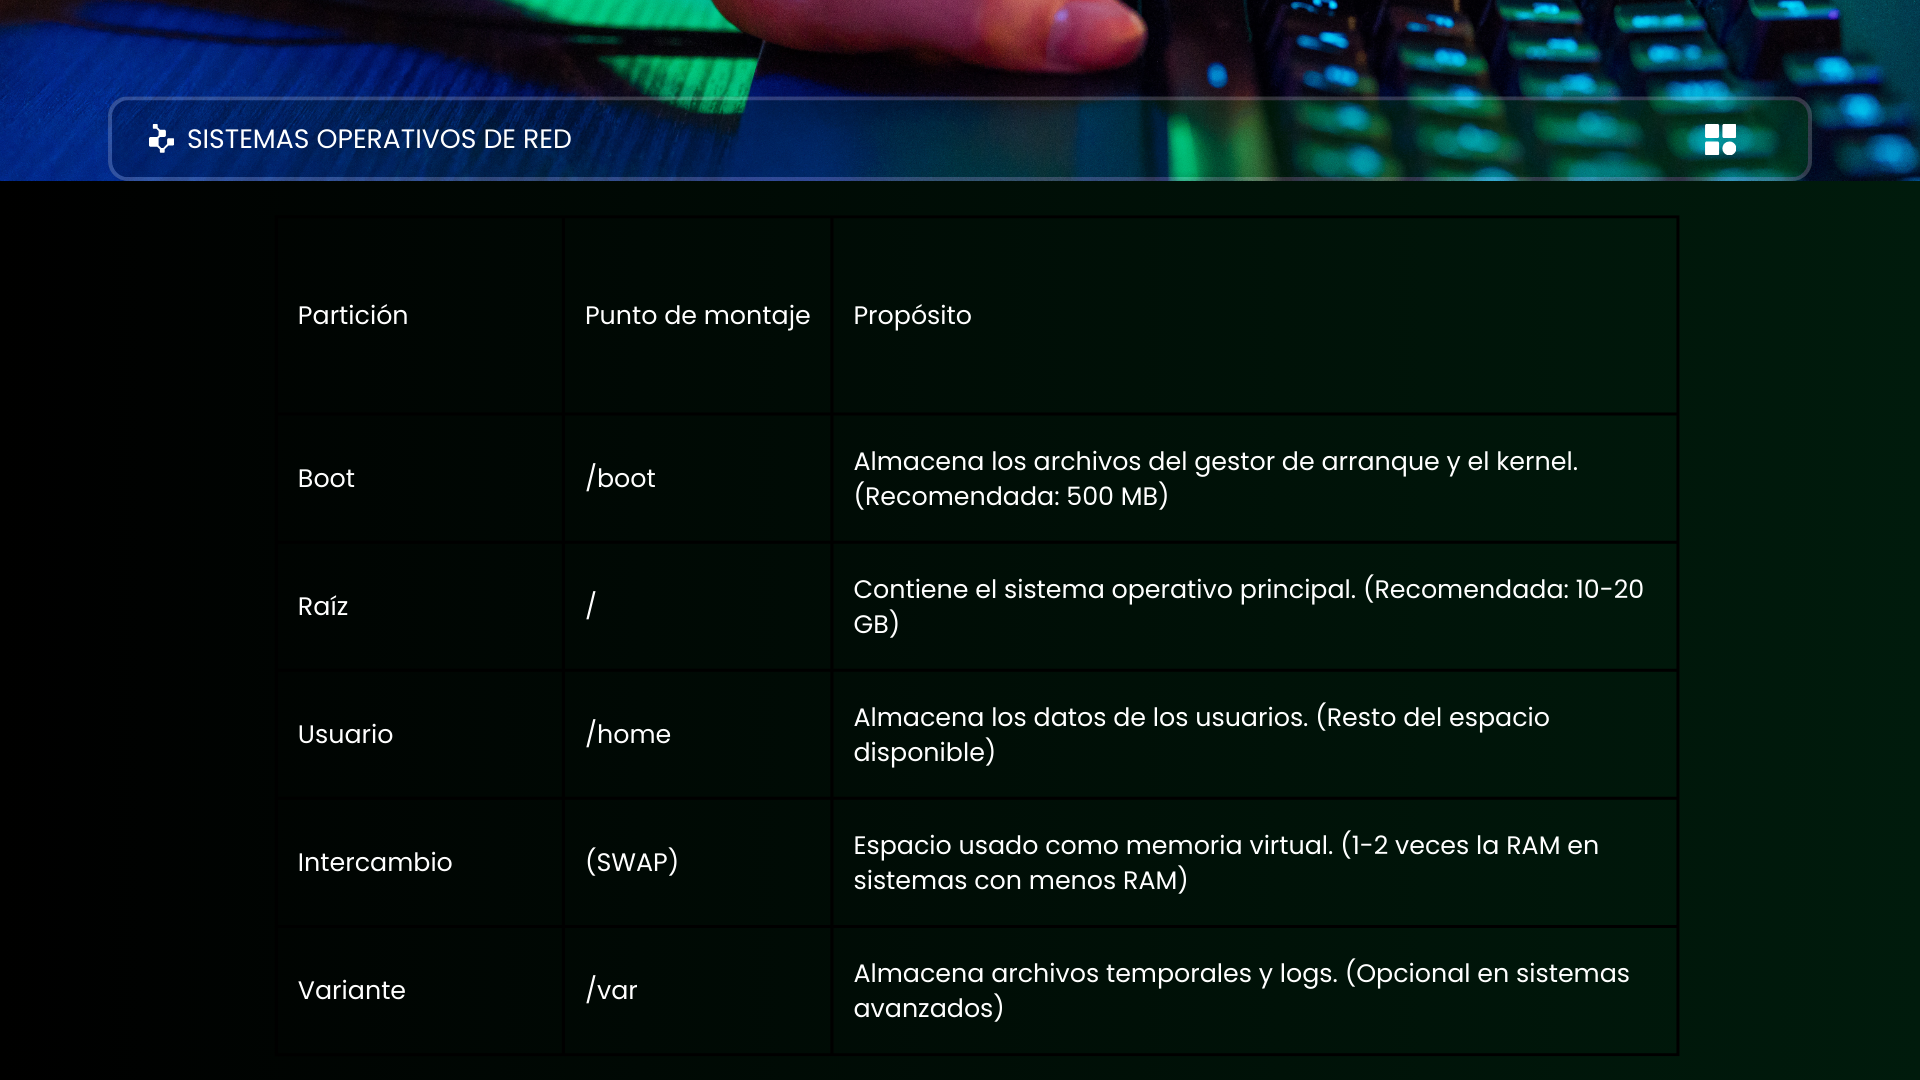 SISTEMAS OPERATIVOS DE RED
Partición
Punto de montaje
Propósito
Boot
/boot
Almacena los archivos del gestor de arranque y el kernel.
(Recomendada: 500 MB)
Raíz
/
Contiene el sistema operativo principal. (Recomendada: 10-20
GB)
Usuario
/home
Almacena los datos de los usuarios. (Resto del espacio
disponible)
Intercambio
(SWAP)
Espacio usado como memoria virtual. (1-2 veces la RAM en
sistemas con menos RAM)
Variante
/var
Almacena archivos temporales y logs. (Opcional en sistemas
avanzados)